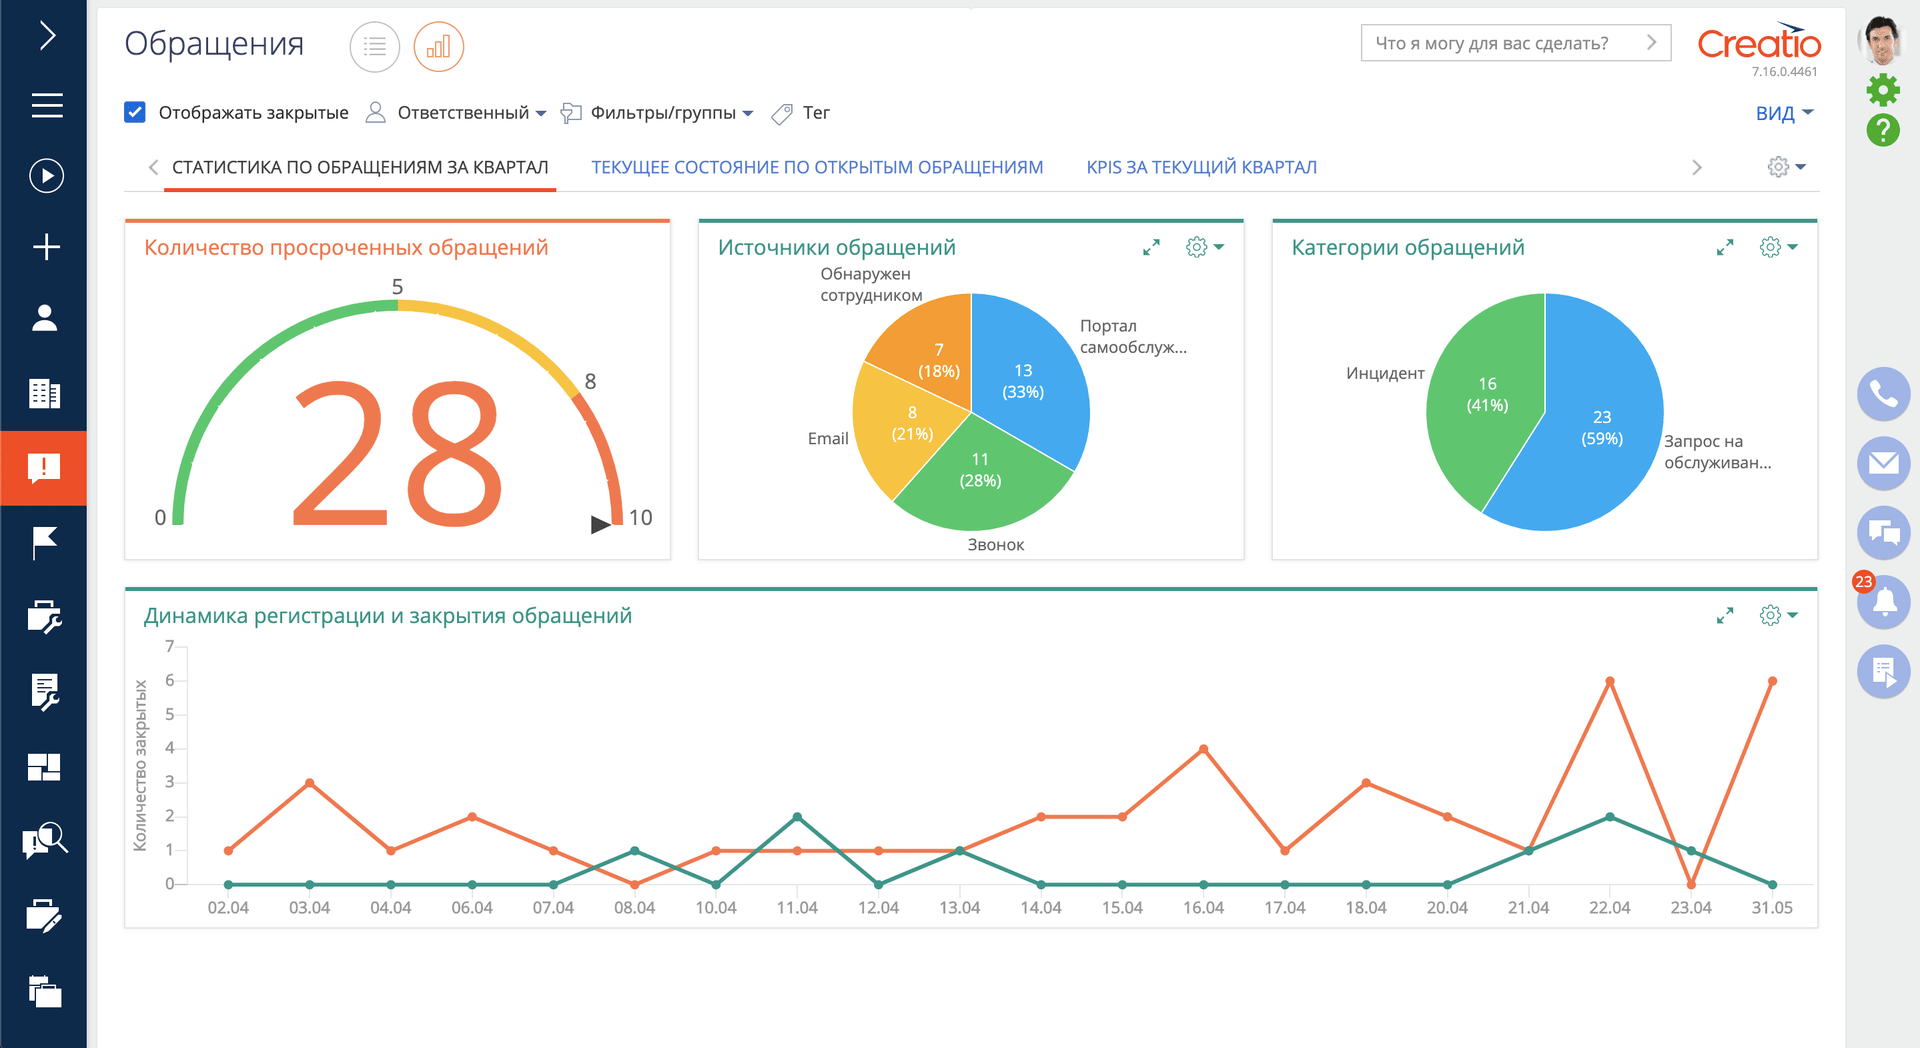 Обращения
Что я могу для вас сделать?
Creatio
7.16.0.4461
Отображать закрытые
Ответственный
Фильтры/группы
Тег
ВИД
СТАТИСТИКА ПО ОБРАЩЕНИЯМ ЗА КВАРТАЛ
ТЕКУЩЕЕ СОСТОЯНИЕ ПО ОТКРЫТЫМ ОБРАЩЕНИЯМ
KPIS ЗА ТЕКУЩИЙ КВАРТАЛ
Количество просроченных обращений
5
8
28
0
10
Источники обращений
Обнаружен
сотрудником
Портал
самообслуж...
7
(18%)
13
(33%)
8
(21%)
Email
11
(28%)
Звонок
Категории обращений
Инцидент
16
(41%)
23
(59%)
Запрос на
обслуживан...
23
Динамика регистрации и закрытия обращений
Количество закрытых
7
6
5
4
3
2
1
0
02.04 03.04 04.04 06.04 07.04 08.04 10.04 11.04 12.04 13.04 14.04 15.04 16.04 17.04 18.04 20.04 21.04 22.04 23.04 31.05